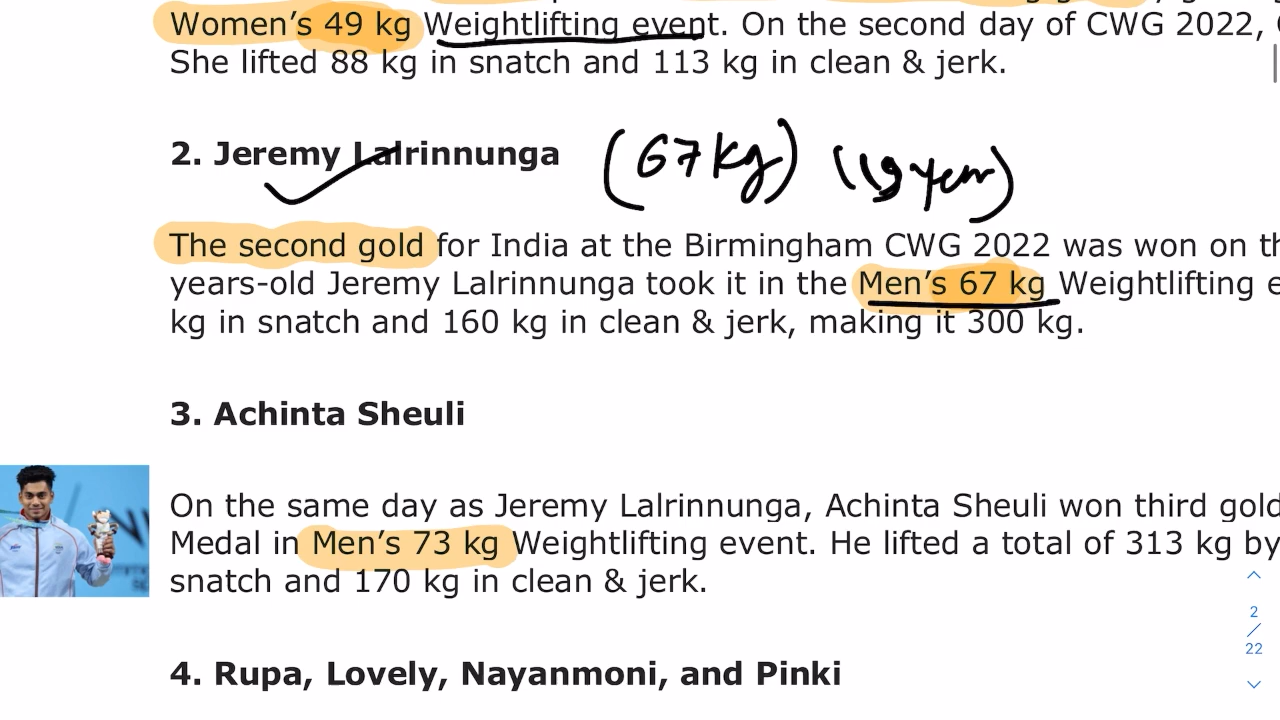 Women’s 49 kg Weightlifting event. On the second day of CWG 2022,
She lifted 88 kg in snatch and 113 kg in clean & jerk.
2. Jeremy Lalrinnunga (67 kg) (19 year)
The second gold for India at the Birmingham CWG 2022 was won on th
years-old Jeremy Lalrinnunga took it in the Men’s 67 kg Weightlifting e
kg in snatch and 160 kg in clean & jerk, making it 300 kg.
3. Achinta Sheuli
On the same day as Jeremy Lalrinnunga, Achinta Sheuli won third gold
Medal in Men’s 73 kg Weightlifting event. He lifted a total of 313 kg by
snatch and 170 kg in clean & jerk.
2
/
22
4. Rupa, Lovely, Nayanmoni, and Pinki